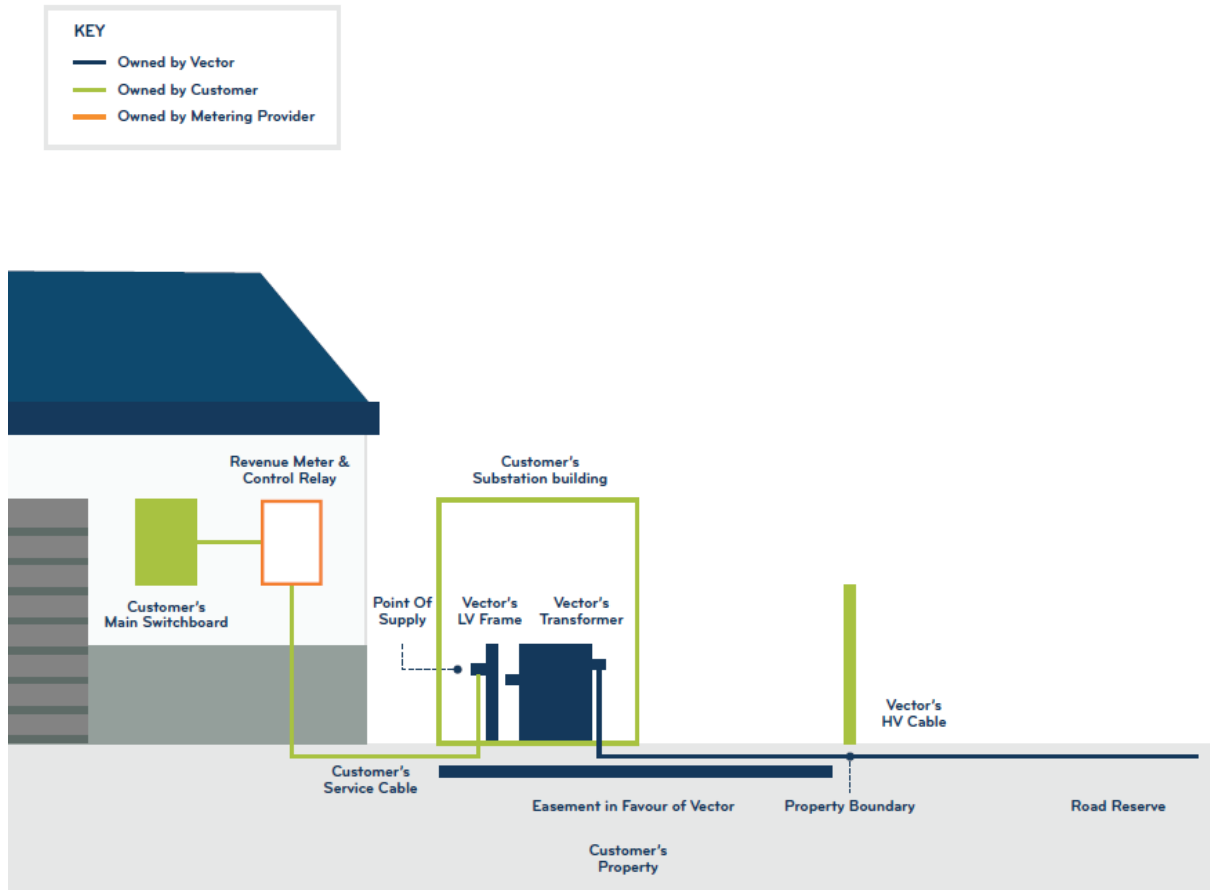 KEY
Owned by Vector
Owned by Customer
Owned by Metering Provider
Revenue Meter &
Control Relay
Customer's
Substation building
Customer's
Main Switchboard
Point Of
Supply
Vector's
LV Frame
Vector's
Transformer
Vector's
HV Cable
Customer's
Service Cable
Easement in Favour of Vector
Property Boundary
Road Reserve
Customer's
Property